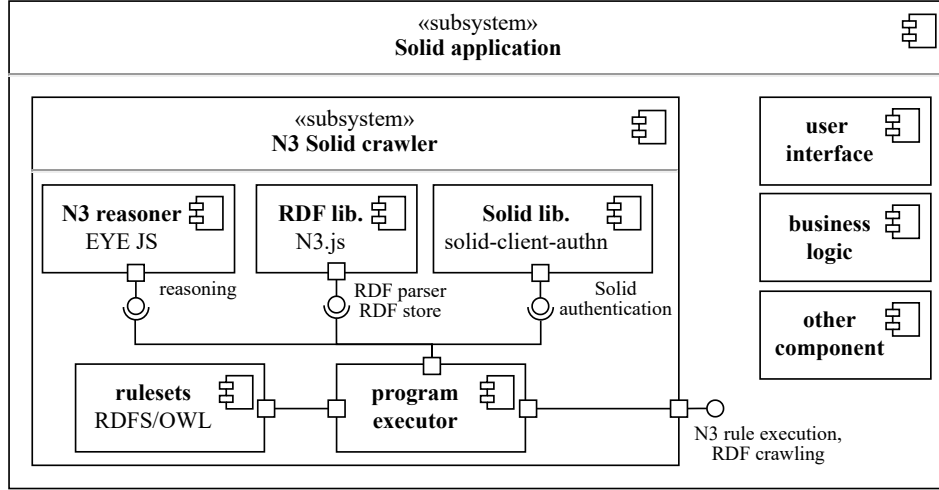 «subsystem»
Solid application
«subsystem»
N3 Solid crawler
N3 reasoner
EYE JS
RDF lib.
N3.js
Solid lib.
solid-client-authn
reasoning
RDF parser
RDF store
Solid
authentication
rulesets
RDFS/OWL
program
executor
N3 rule execution,
RDF crawling
user
interface
business
logic
other
component